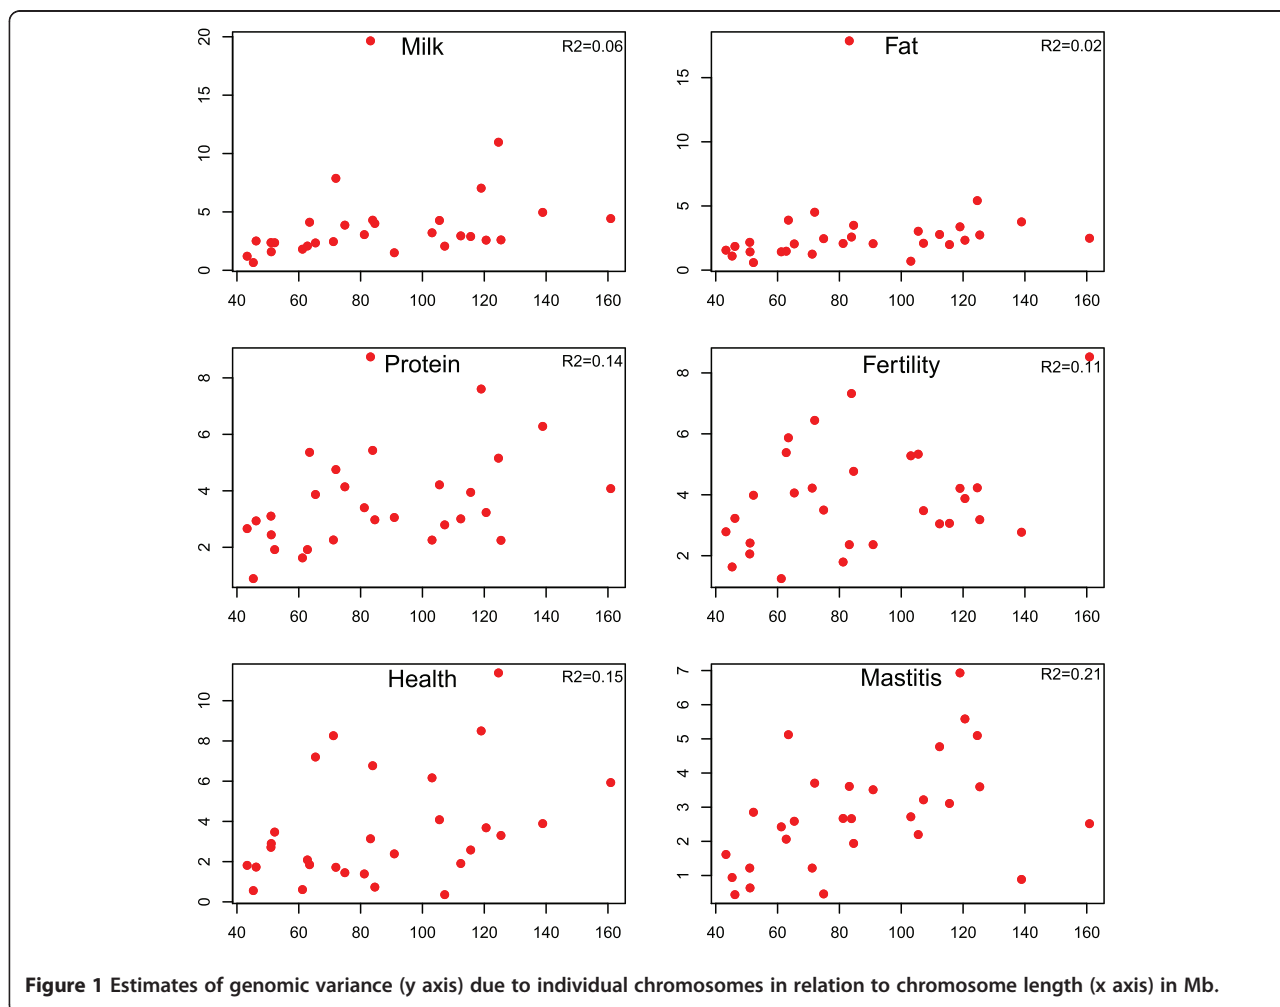 Milk
R2=0.06
20
15
10
5
0
40 60 80 100 120 140 160
Fat
R2=0.02
15
10
5
0
40 60 80 100 120 140 160
Protein
R2=0.14
8
6
4
2
40 60 80 100 120 140 160
Fertility
R2=0.11
8
6
4
2
40 60 80 100 120 140 160
Health
R2=0.15
10
8
6
4
2
0
40 60 80 100 120 140 160
Mastitis
R2=0.21
7
6
5
4
3
2
1
40 60 80 100 120 140 160
Figure 1 Estimates of genomic variance (y axis) due to individual chromosomes in relation to chromosome length (x axis) in Mb.